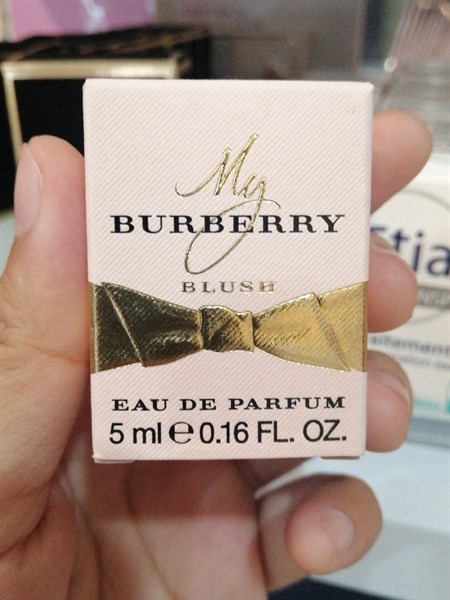 My
BURBERRY
BLUSH
EAU DE PARFUM
5 ml ℮ 0.16 FL. OZ.